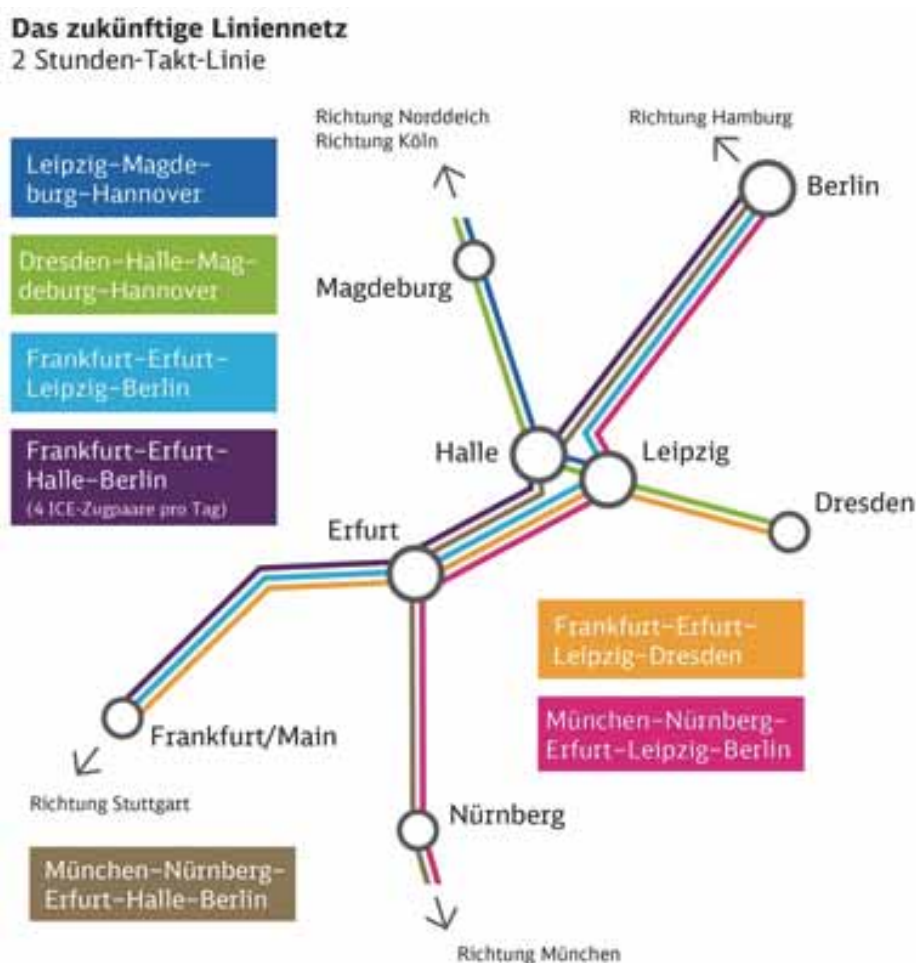 Das zukünftige Liniennetz
2 Stunden-Takt-Linie
Richtung Norddeich
Richtung Köln
Richtung Hamburg
Leipzig–Magde–
burg–Hannover
Berlin
Dresden–Halle–Mag–
deburg–Hannover
Magdeburg
Frankfurt–Erfurt–
Leipzig–Berlin
Frankfurt–Erfurt–
Halle–Berlin
(4 ICE-Zugpaare pro Tag)
Halle
Leipzig
Dresden
Erfurt
Frankfurt–Erfurt–
Leipzig–Dresden
München–Nürnberg–
Erfurt–Leipzig–Berlin
Frankfurt/Main
Richtung Stuttgart
Nürnberg
München–Nürnberg–
Erfurt–Halle–Berlin
Richtung München